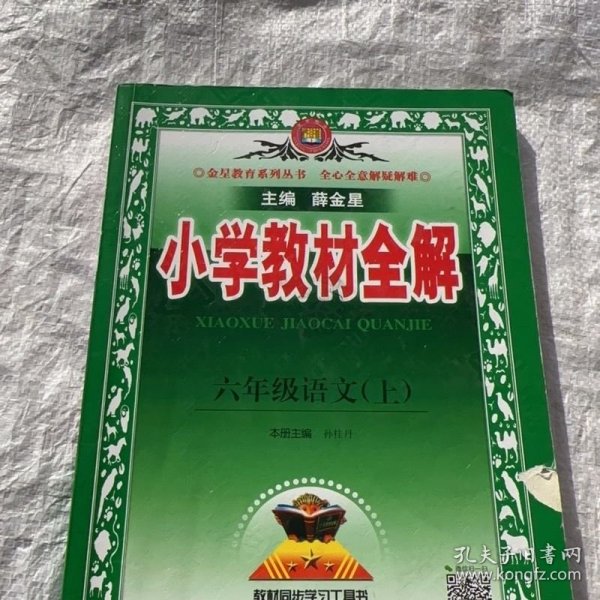 ◎金星教育系列丛书 全心全意解疑解难◎
主编 薛金星
小学教材全解
XIAOXUE JIAOCAI QUANJIE
六年级语文(上)
本册主编 孙桂丹
教材同步学习工具书
孔夫子旧书网
www.kongfz.com